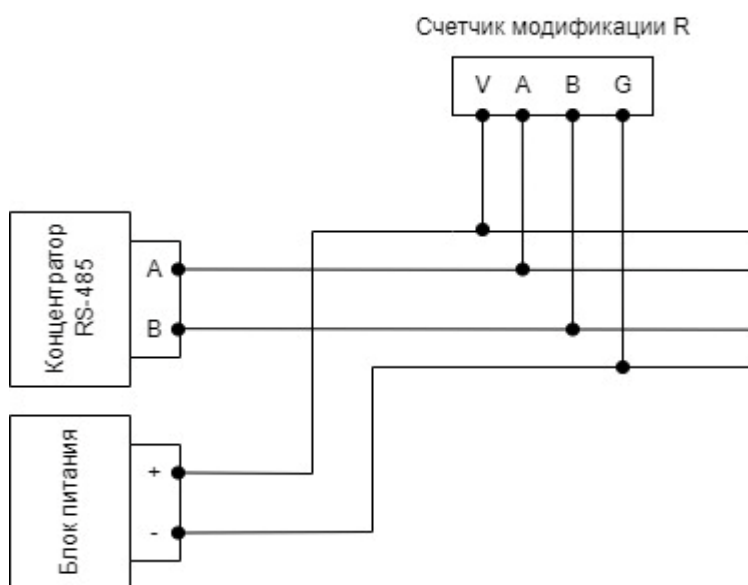 Счетчик модификации R
V A B G
Концентратор
RS-485
A
B
Блок питания
+
-